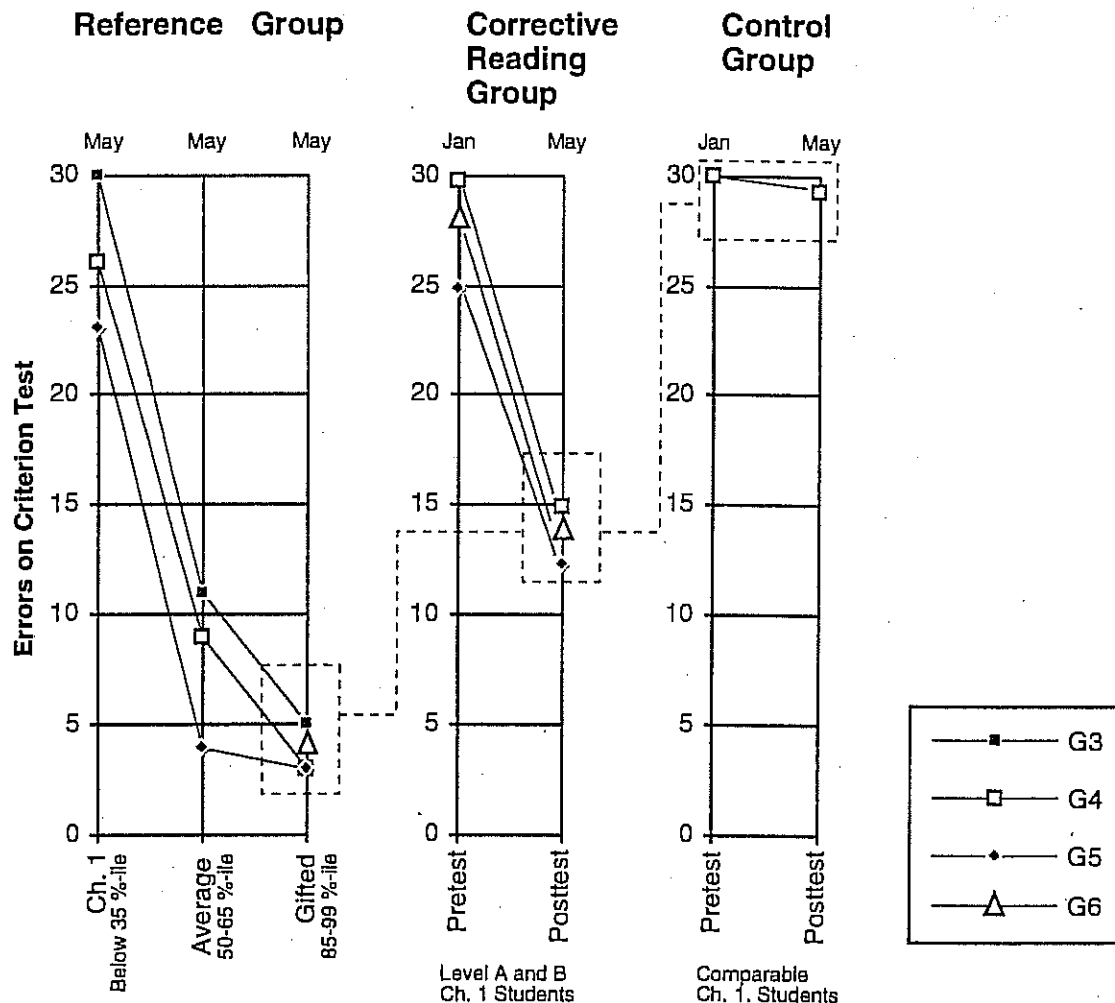 Reference Group
Corrective
Reading
Group
Control
Group
May
May
May
Jan
May
Jan
May
Errors on Criterion Test
30
25
20
15
10
5
0
30
25
20
15
10
5
0
30
25
20
15
10
5
0
Ch. 1
Below 35 %-ile
Average
50-65 %-ile
Gifted
85-99 %-ile
Pretest
Posttest
Level A and B
Ch. 1 Students
Pretest
Posttest
Comparable
Ch. 1. Students
G3
G4
G5
G6